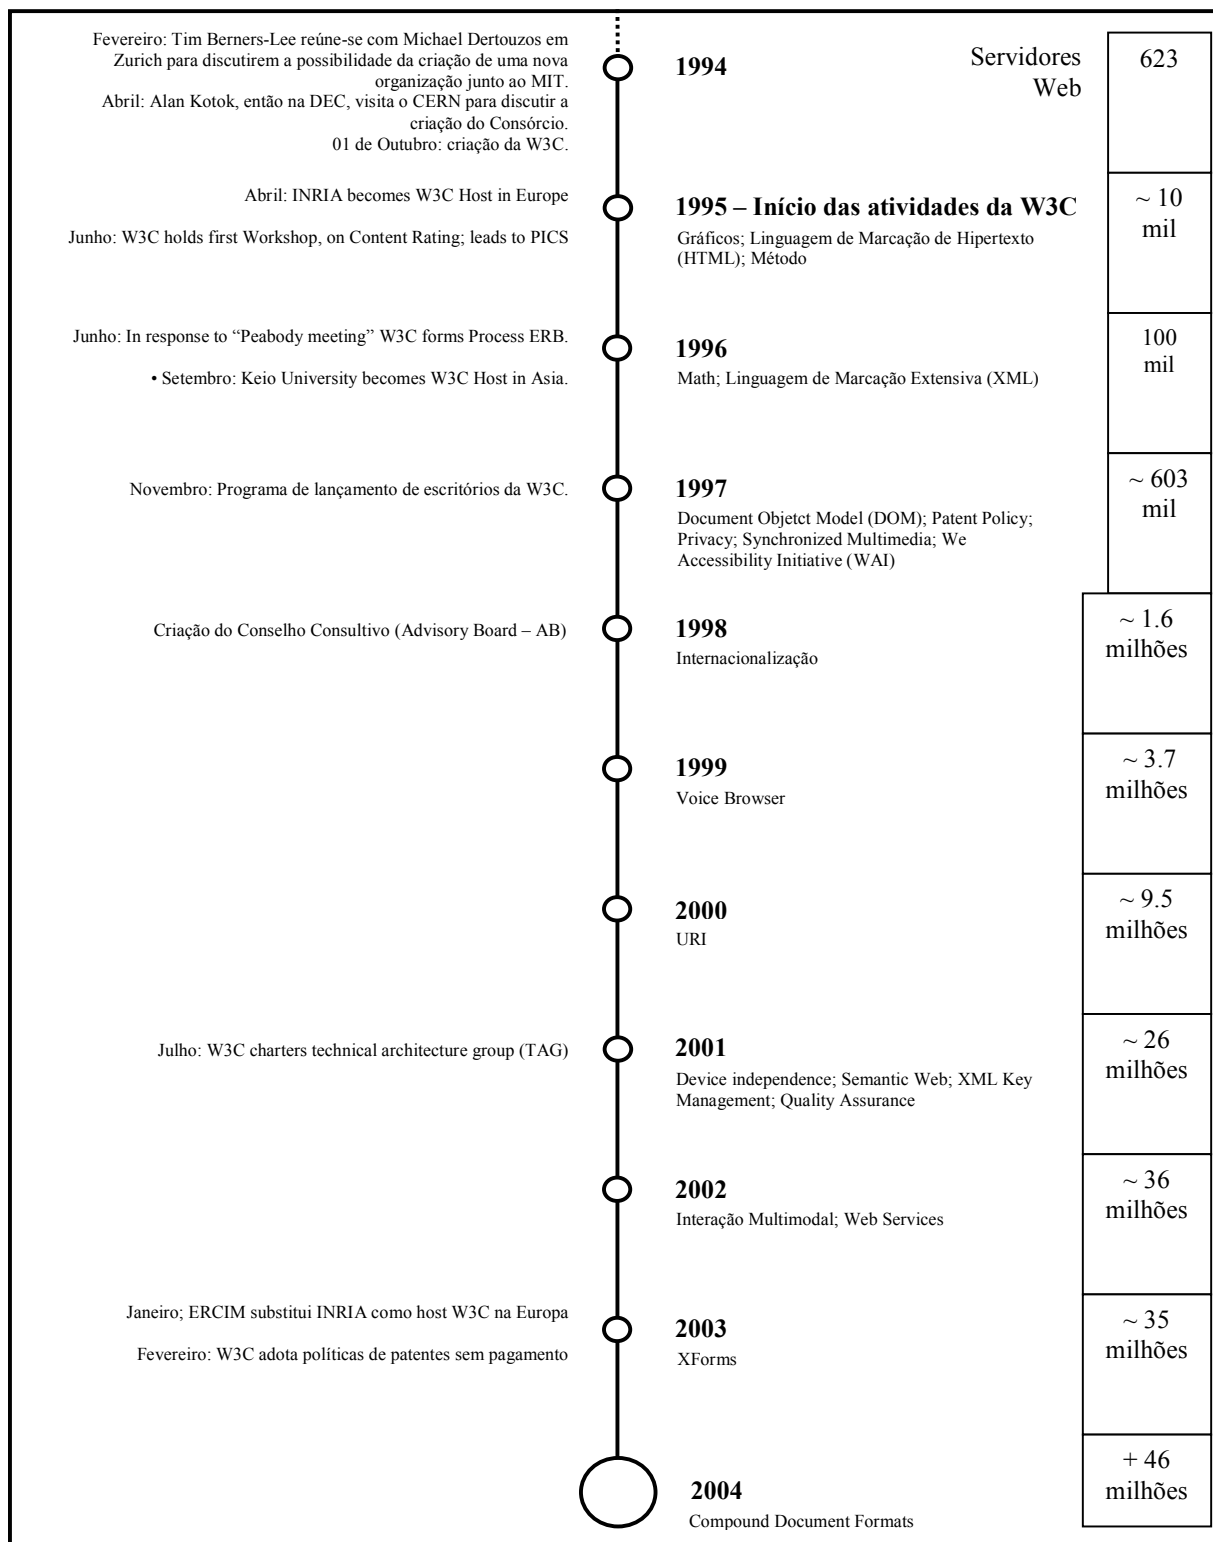 Fevereiro: Tim Berners-Lee reúne-se com Michael Dertouzos em
Zurich para discutirem a possibilidade da criação de uma nova
organização junto ao MIT.
Abril: Alan Kotok, então na DEC, visita o CERN para discutir a
criação do Consórcio.
01 de Outubro: criação da W3C.
1994
Servidores
Web
623
Abril: INRIA becomes W3C Host in Europe
Junho: W3C holds first Workshop, on Content Rating; leads to PICS
1995 – Início das atividades da W3C
Gráficos; Linguagem de Marcação de Hipertexto
(HTML); Método
~ 10
mil
Junho: In response to “Peabody meeting” W3C forms Process ERB.
• Setembro: Keio University becomes W3C Host in Asia.
1996
Math; Linguagem de Marcação Extensiva (XML)
100
mil
Novembro: Programa de lançamento de escritórios da W3C.
1997
Document Objetct Model (DOM); Patent Policy;
Privacy; Synchronized Multimedia; We
Accessibility Initiative (WAI)
~ 603
mil
Criação do Conselho Consultivo (Advisory Board – AB)
1998
Internacionalização
~ 1.6
milhões
1999
Voice Browser
~ 3.7
milhões
2000
URI
~ 9.5
milhões
Julho: W3C charters technical architecture group (TAG)
2001
Device independence; Semantic Web; XML Key
Management; Quality Assurance
~ 26
milhões
2002
Interação Multimodal; Web Services
~ 36
milhões
Janeiro; ERCIM substitui INRIA como host W3C na Europa
Fevereiro: W3C adota políticas de patentes sem pagamento
2003
XForms
~ 35
milhões
2004
Compound Document Formats
+ 46
milhões